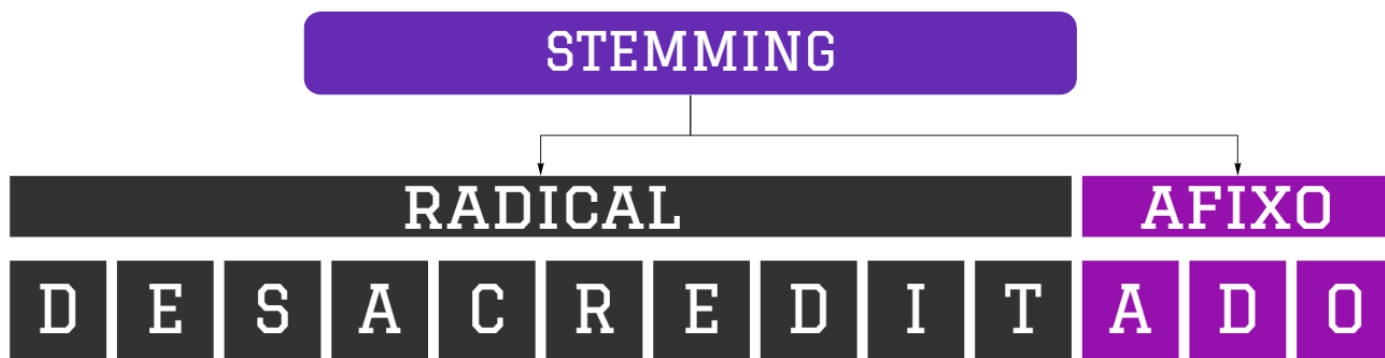 STEMMING
RADICAL AFIXO
D E S A C R E D I T A D O